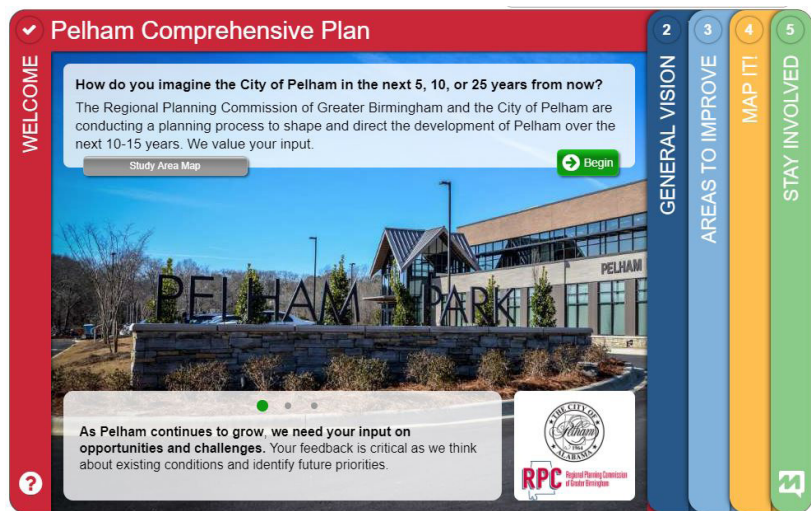 Pelham Comprehensive Plan
WELCOME
How do you imagine the City of Pelham in the next 5, 10, or 25 years from now?
The Regional Planning Commission of Greater Birmingham and the City of Pelham are
conducting a planning process to shape and direct the development of Pelham over the
next 10-15 years. We value your input.
Study Area Map
Begin
PELHAM PARK
PELHAM
As Pelham continues to grow, we need your input on
opportunities and challenges. Your feedback is critical as we think
about existing conditions and identify future priorities.
THE CITY OF
Pelham
1964
ALABAMA
RPC
Regional Planning Commission
of Greater Birmingham
?
2
GENERAL VISION
3
AREAS TO IMPROVE
4
MAP IT!
5
STAY INVOLVED